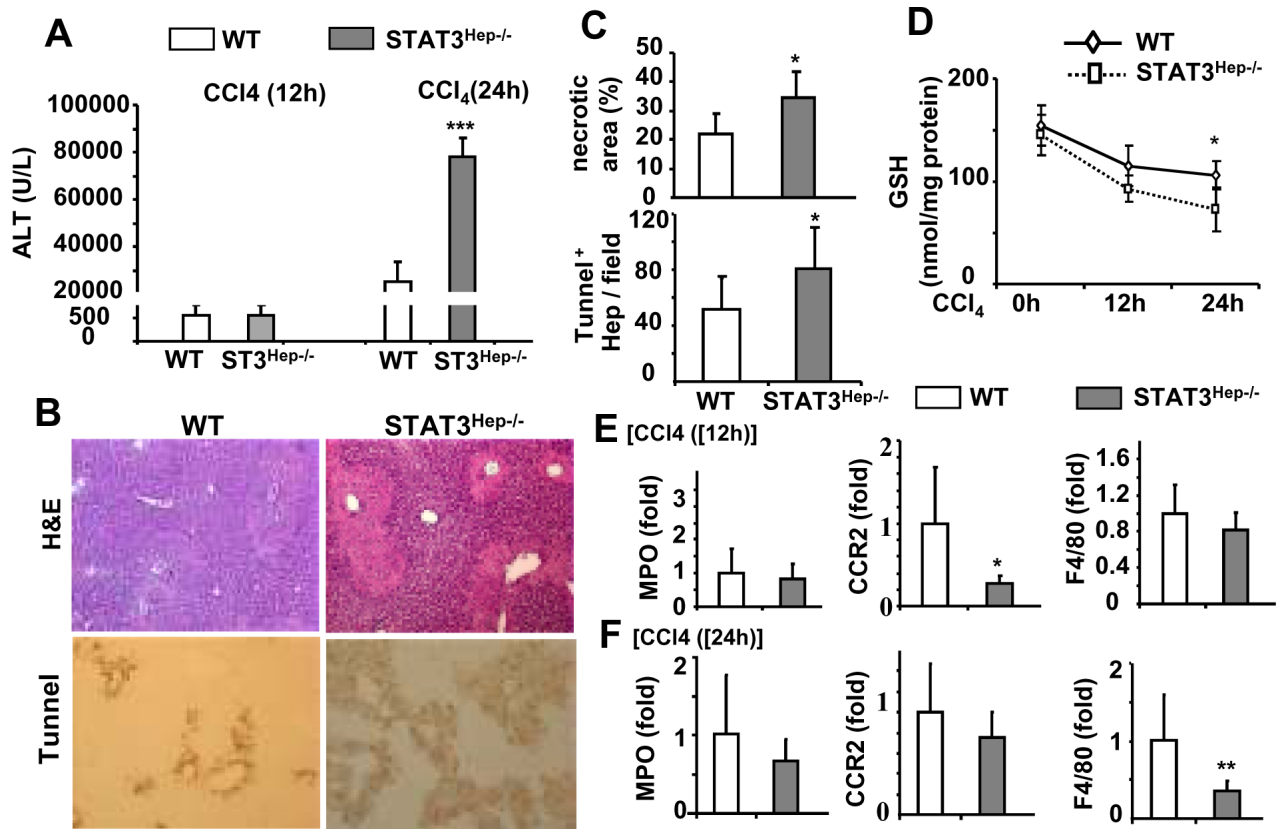 A
WT
STAT3Hep-/-
CCl4 (12h)
CCl4(24h)
ALT (U/L)
100000
80000
60000
40000
20000
500
0
***
WT
ST3Hep-/-
WT
ST3Hep-/-
B
WT
STAT3Hep-/-
H&E
Tunnel
C
necrotic
area (%)
50
40
30
20
10
0
*
Tunnel+
Hep / field
120
80
40
0
*
WT
STAT3Hep-/-
D
WT
STAT3Hep-/-
GSH
(nmol/mg protein)
200
100
0
*
CCl4
0h
12h
24h
WT
STAT3Hep-/-
E [CCl4 ([12h)]
MPO (fold)
3
2
1
0
CCR2 (fold)
2
1
0
*
F4/80 (fold)
1.6
1.2
0.8
0.4
0
F [CCl4 ([24h)]
MPO (fold)
2
1
0
CCR2 (fold)
1
1
F4/80 (fold)
2
1
0
**